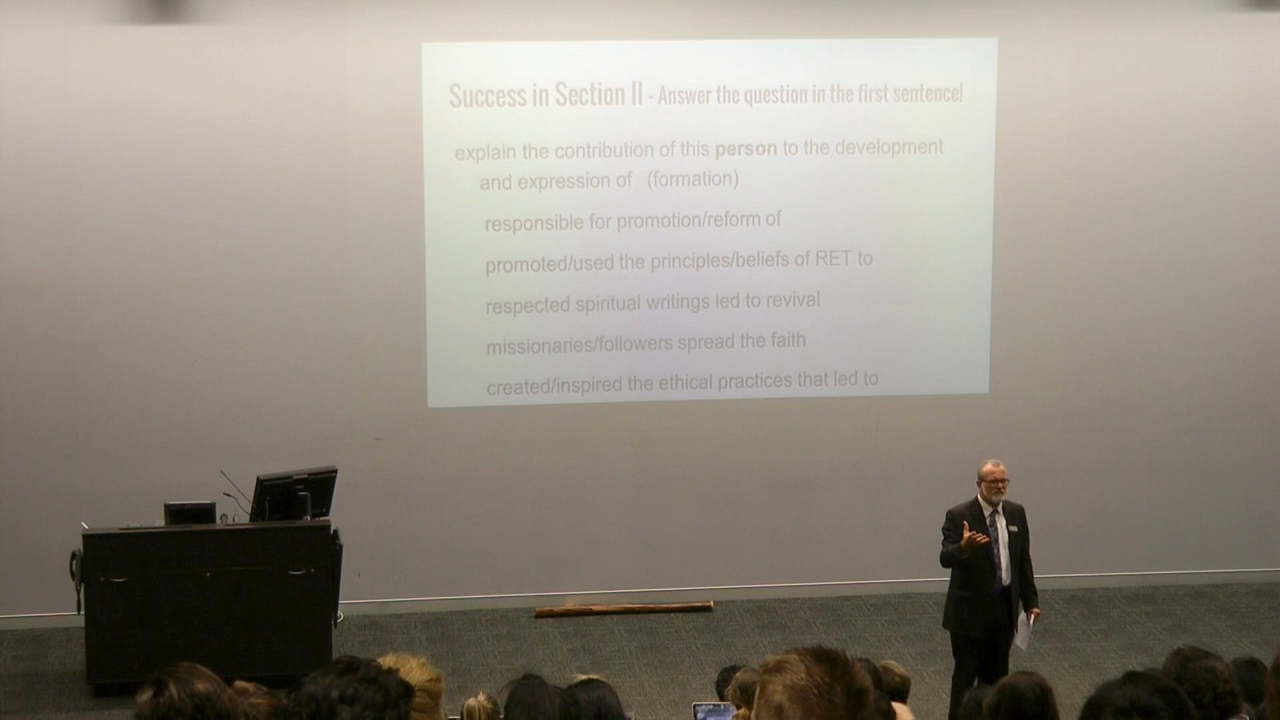 Success in Section II - Answer the question in the first sentence!
explain the contribution of this person to the development
and expression of (formation)
responsible for promotion/reform of
promoted/used the principles/beliefs of RET to
respected spiritual writings led to revival
missionaries/followers spread the faith
created/inspired the ethical practices that led to